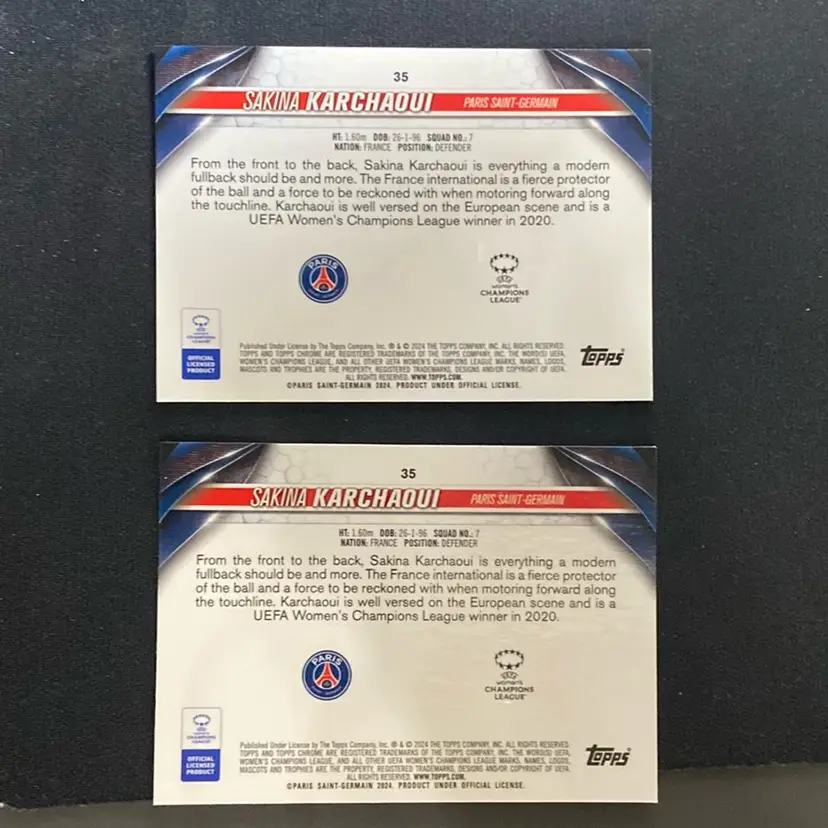 35
SAKINA KARCHAOUI PARIS SAINT-GERMAIN
HT: 1.60m DOB: 26-1-96 SQUAD NO.: 7
NATION: FRANCE POSITION: DEFENDER
From the front to the back, Sakina Karchaoui is everything a modern
fullback should be and more. The France international is a fierce protector
of the ball and a force to be reckoned with when motoring forward along
the touchline. Karchaoui is well versed on the European scene and is a
UEFA Women's Champions League winner in 2020.
PARIS
UEFA
women's
CHAMPIONS
LEAGUE
OFFICIAL
LICENSED
PRODUCT
Published Under License by The Topps Company, Inc. ® & © 2024 THE TOPPS COMPANY, INC. ALL RIGHTS RESERVED.
TOPPS AND TOPPS CHROME ARE REGISTERED TRADEMARKS OF THE TOPPS COMPANY, INC. THE WORD(S) UEFA,
WOMEN'S CHAMPIONS LEAGUE, AND ALL OTHER UEFA MARKS, NAMES, LOGOS,
MASCOTS AND TROPHIES ARE THE PROPERTY, REGISTERED TRADEMARKS, DESIGNS AND/OR COPYRIGHT OF UEFA.
ALL RIGHTS RESERVED. WWW.TOPPS.COM.
©PARIS SAINT-GERMAIN 2024. PRODUCT UNDER OFFICIAL LICENSE.
Topps
35
SAKINA KARCHAOUI PARIS SAINT-GERMAIN
HT: 1.60m DOB: 26-1-96 SQUAD NO.: 7
NATION: FRANCE POSITION: DEFENDER
From the front to the back, Sakina Karchaoui is everything a modern
fullback should be and more. The France international is a fierce protector
of the ball and a force to be reckoned with when motoring forward along
the touchline. Karchaoui is well versed on the European scene and is a
UEFA Women's Champions League winner in 2020.
PARIS
UEFA
women's
CHAMPIONS
LEAGUE
OFFICIAL
LICENSED
PRODUCT
Published Under License by The Topps Company, Inc. ® & © 2024 THE TOPPS COMPANY, INC. ALL RIGHTS RESERVED.
TOPPS AND TOPPS CHROME ARE REGISTERED TRADEMARKS OF THE TOPPS COMPANY, INC. THE WORD(S) UEFA,
WOMEN'S CHAMPIONS LEAGUE, AND ALL OTHER UEFA MARKS, NAMES, LOGOS,
MASCOTS AND TROPHIES ARE THE PROPERTY, REGISTERED TRADEMARKS, DESIGNS AND/OR COPYRIGHT OF UEFA.
ALL RIGHTS RESERVED. WWW.TOPPS.COM.
©PARIS SAINT-GERMAIN 2024. PRODUCT UNDER OFFICIAL LICENSE.
Topps